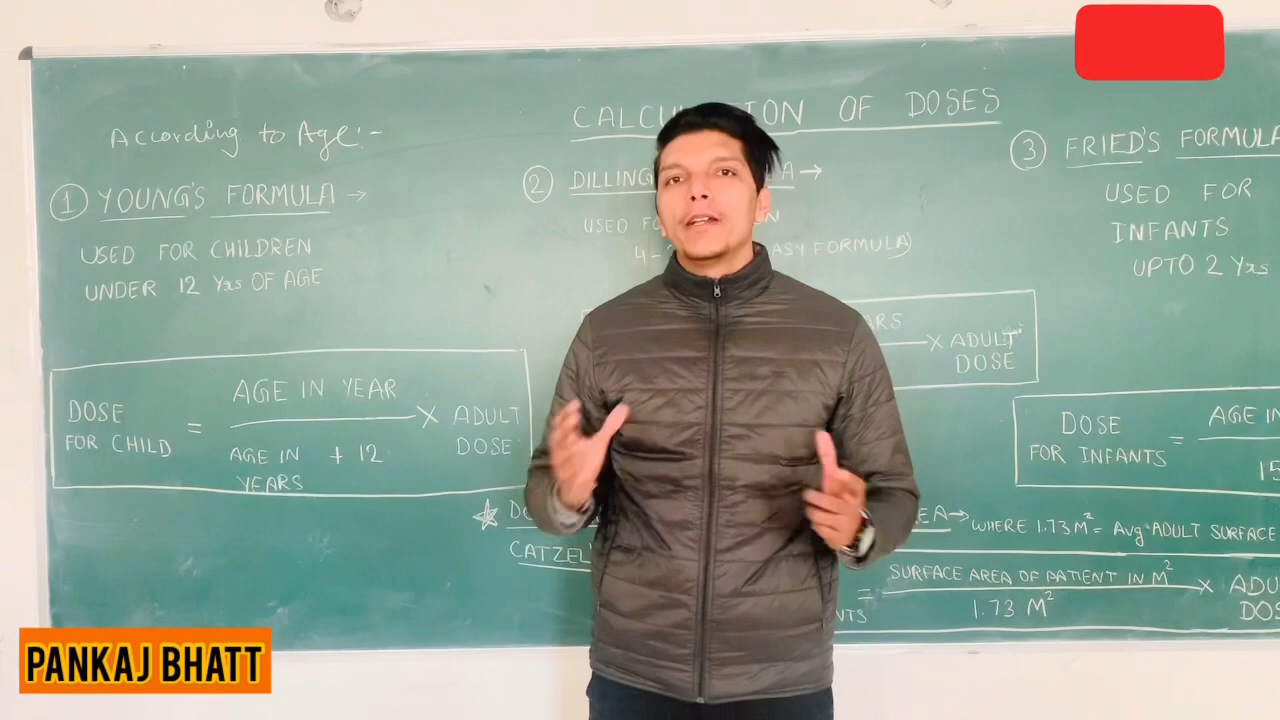 According to Age:-
CALCU TION OF DOSES
① YOUNG'S FORMULA →
USED FOR CHILDREN
UNDER 12 Yrs OF AGE
DOSE
FOR CHILD
=
AGE IN YEAR
AGE IN + 12
YEARS
X ADULT
DOSE
② DILLING A →
USED FO N
4- ASY FORMULA)
ARS
X ADULT
DOSE
③ FRIED'S FORMULA
USED FOR
INFANTS
UPTO 2 Yrs
DOSE
FOR INFANTS
=
AGE IN
15
☆ DO EA→ WHERE 1.73 M² = Avg ADULT SURFACE
CATZEL'
NTS
=
SURFACE AREA OF PATIENT IN M²
1.73 M²
X ADU
DOS
PANKAJ BHATT